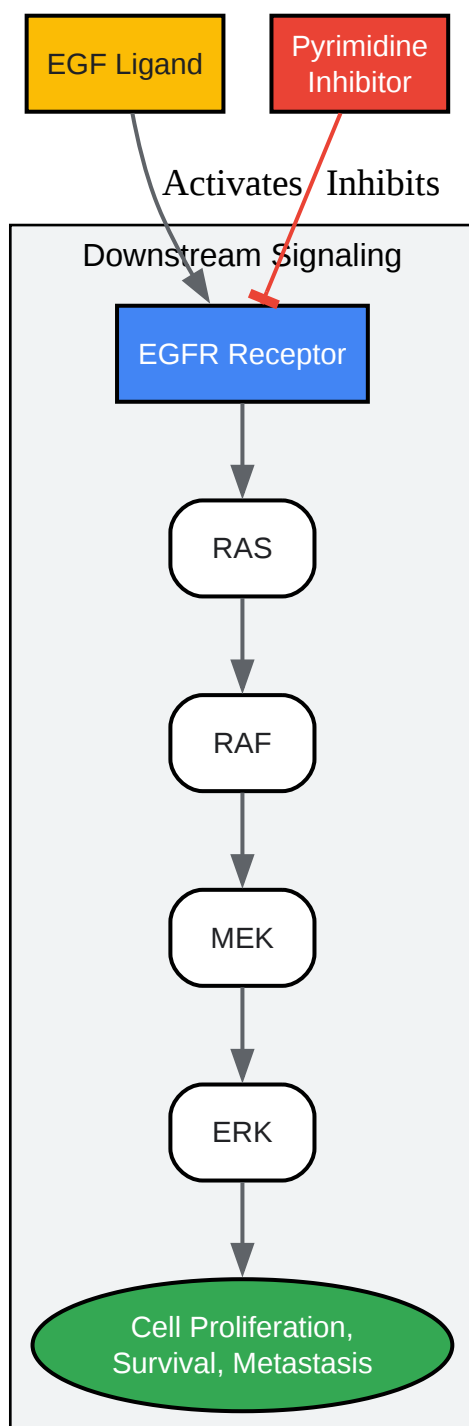 EGF Ligand
Pyrimidine
Inhibitor
Activates
Inhibits
Downstream Signaling
EGFR Receptor
RAS
RAF
MEK
ERK
Cell Proliferation,
Survival, Metastasis